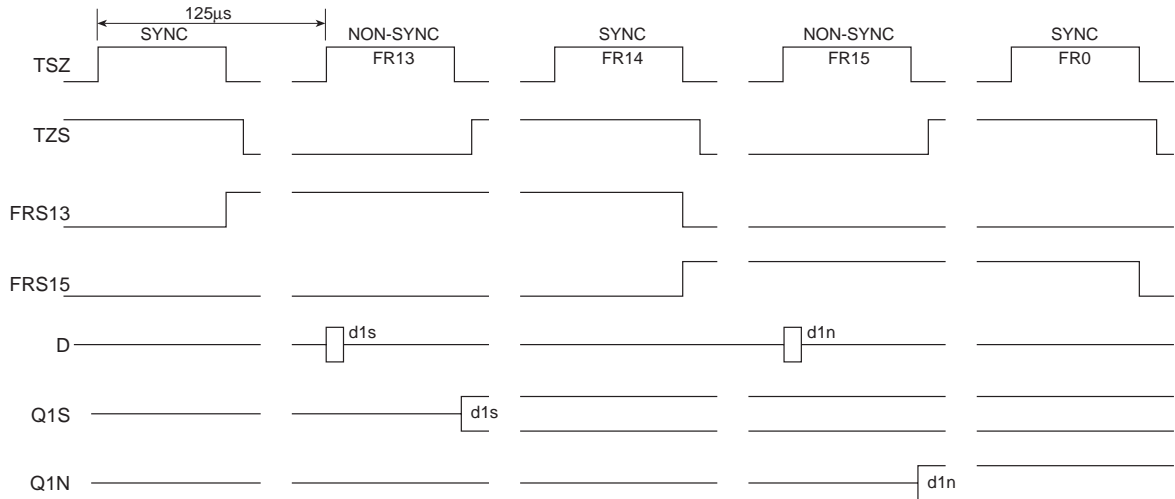 125μs
SYNC NON-SYNC SYNC NON-SYNC SYNC
TSZ FR13 FR14 FR15 FR0
TZS
FRS13
FRS15
D d1s d1n
Q1S d1s
Q1N d1n